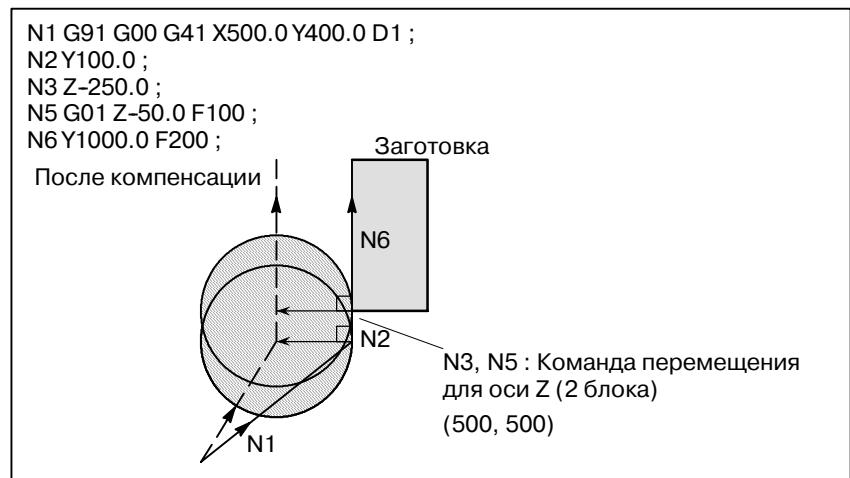 N1 G91 G00 G41 X500.0 Y400.0 D1 ;
N2 Y100.0 ;
N3 Z-250.0 ;
N5 G01 Z-50.0 F100 ;
N6 Y1000.0 F200 ;
Заготовка
После компенсации
N6
N2
N3, N5 : Команда перемещения
для оси Z (2 блока)
(500, 500)
N1